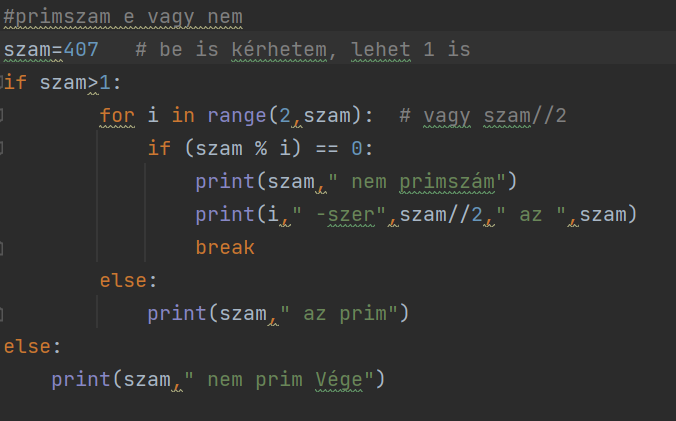 #primszam e vagy nem
szam=407   # be is kérhetem, lehet 1 is
if szam>1:
        for i in range(2,szam):  # vagy szam//2
            if (szam % i) == 0:
                print(szam," nem primszám")
                print(i," -szer",szam//2," az ",szam)
                break
        else:
            print(szam," az prim")
else:
    print(szam," nem prim Vége")